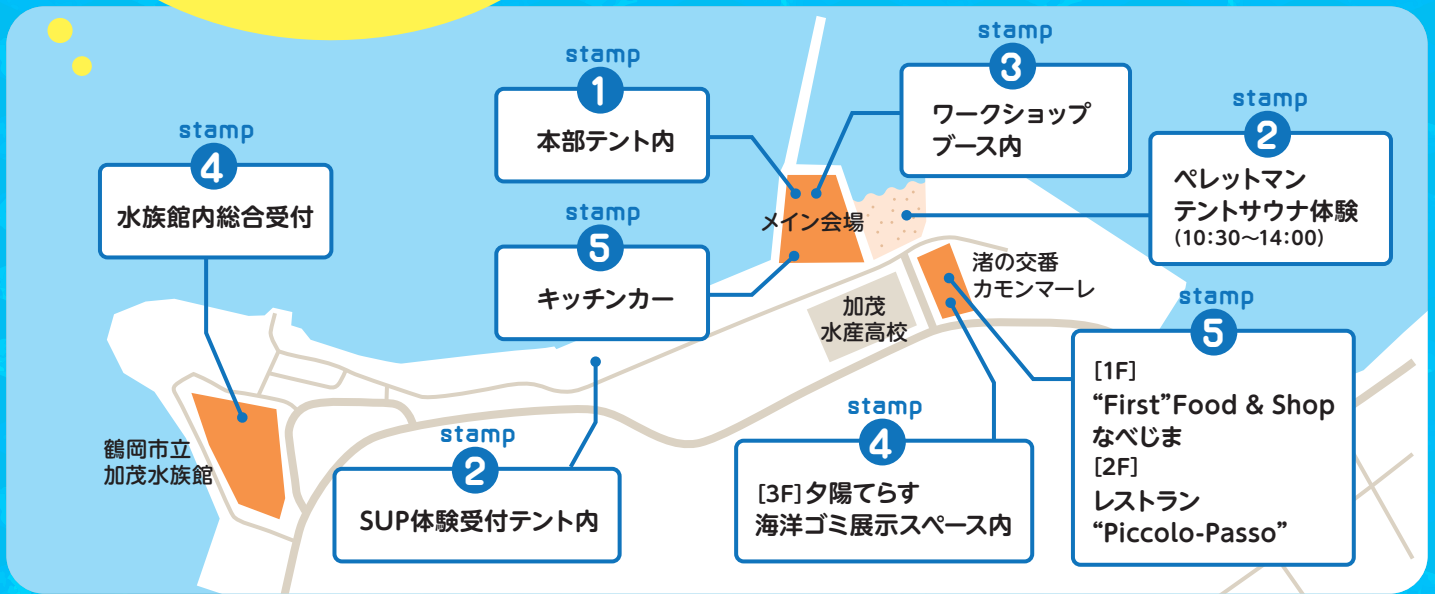 stamp
1
本部テント内
stamp
3
ワークショップ
ブース内
stamp
2
ペレットマン
テントサウナ体験
(10:30〜14:00)
stamp
4
水族館内総合受付
stamp
5
キッチンカー
メイン会場
渚の交番
カモンマーレ
加茂
水産高校
stamp
5
[1F]
“First”Food & Shop
なべじま
[2F]
レストラン
“Piccolo-Passo”
stamp
4
[3F]夕陽てらす
海洋ゴミ展示スペース内
stamp
2
SUP体験受付テント内
鶴岡市立
加茂水族館